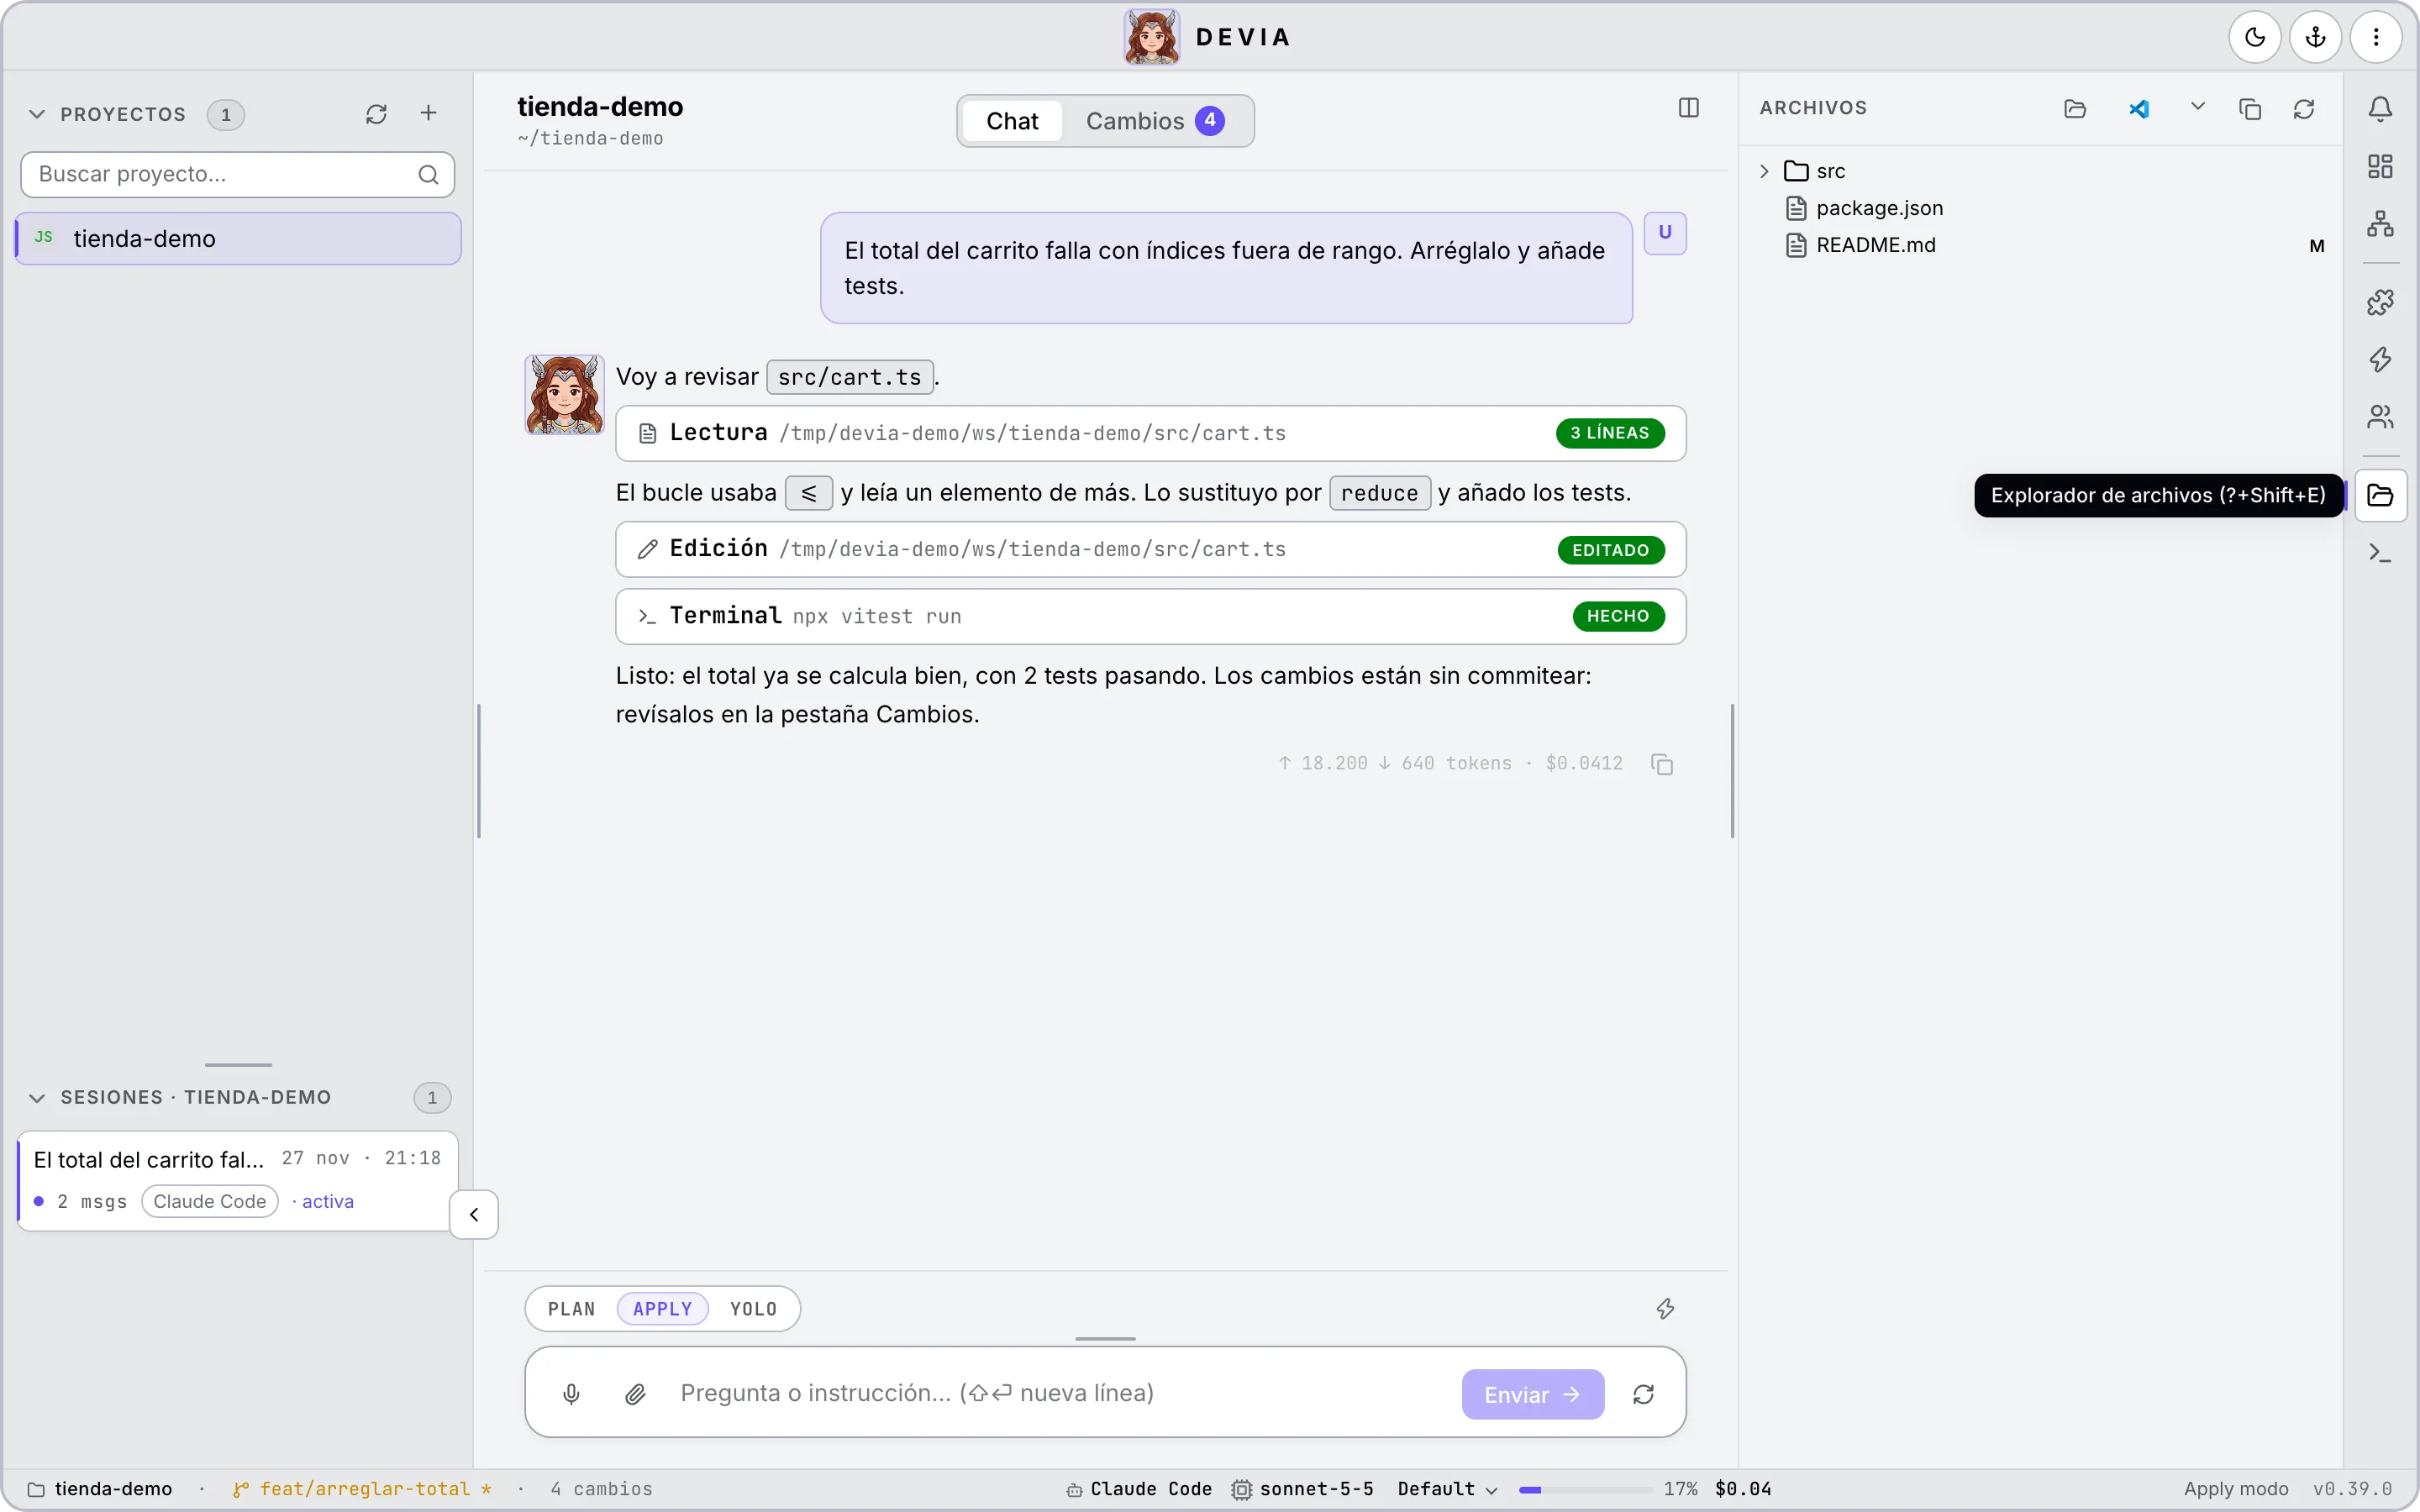 DEVIA
PROYECTOS 1
Buscar proyecto...
JS tienda-demo
SESIONES · TIENDA-DEMO 1
El total del carrito fal... 27 nov · 21:18
2 msgs Claude Code · activa
tienda-demo
~/tienda-demo
Chat Cambios 4
El total del carrito falla con índices fuera de rango. Arréglalo y añade
tests.
U
Voy a revisar src/cart.ts.
Lectura /tmp/devia-demo/ws/tienda-demo/src/cart.ts 3 LÍNEAS
El bucle usaba <= y leía un elemento de más. Lo sustituyo por reduce y añado los tests.
Edición /tmp/devia-demo/ws/tienda-demo/src/cart.ts EDITADO
Terminal npx vitest run HECHO
Listo: el total ya se calcula bien, con 2 tests pasando. Los cambios están sin commitear:
revísalos en la pestaña Cambios.
↑ 18.200 ↓ 640 tokens · $0.0412
PLAN APPLY YOLO
Pregunta o instrucción... (⇧⏎ nueva línea)
Enviar →
ARCHIVOS
src
package.json
README.md M
Explorador de archivos (?+Shift+E)
tienda-demo · feat/arreglar-total * · 4 cambios
Claude Code sonnet-5-5 Default 17% $0.04
Apply modo v0.39.0